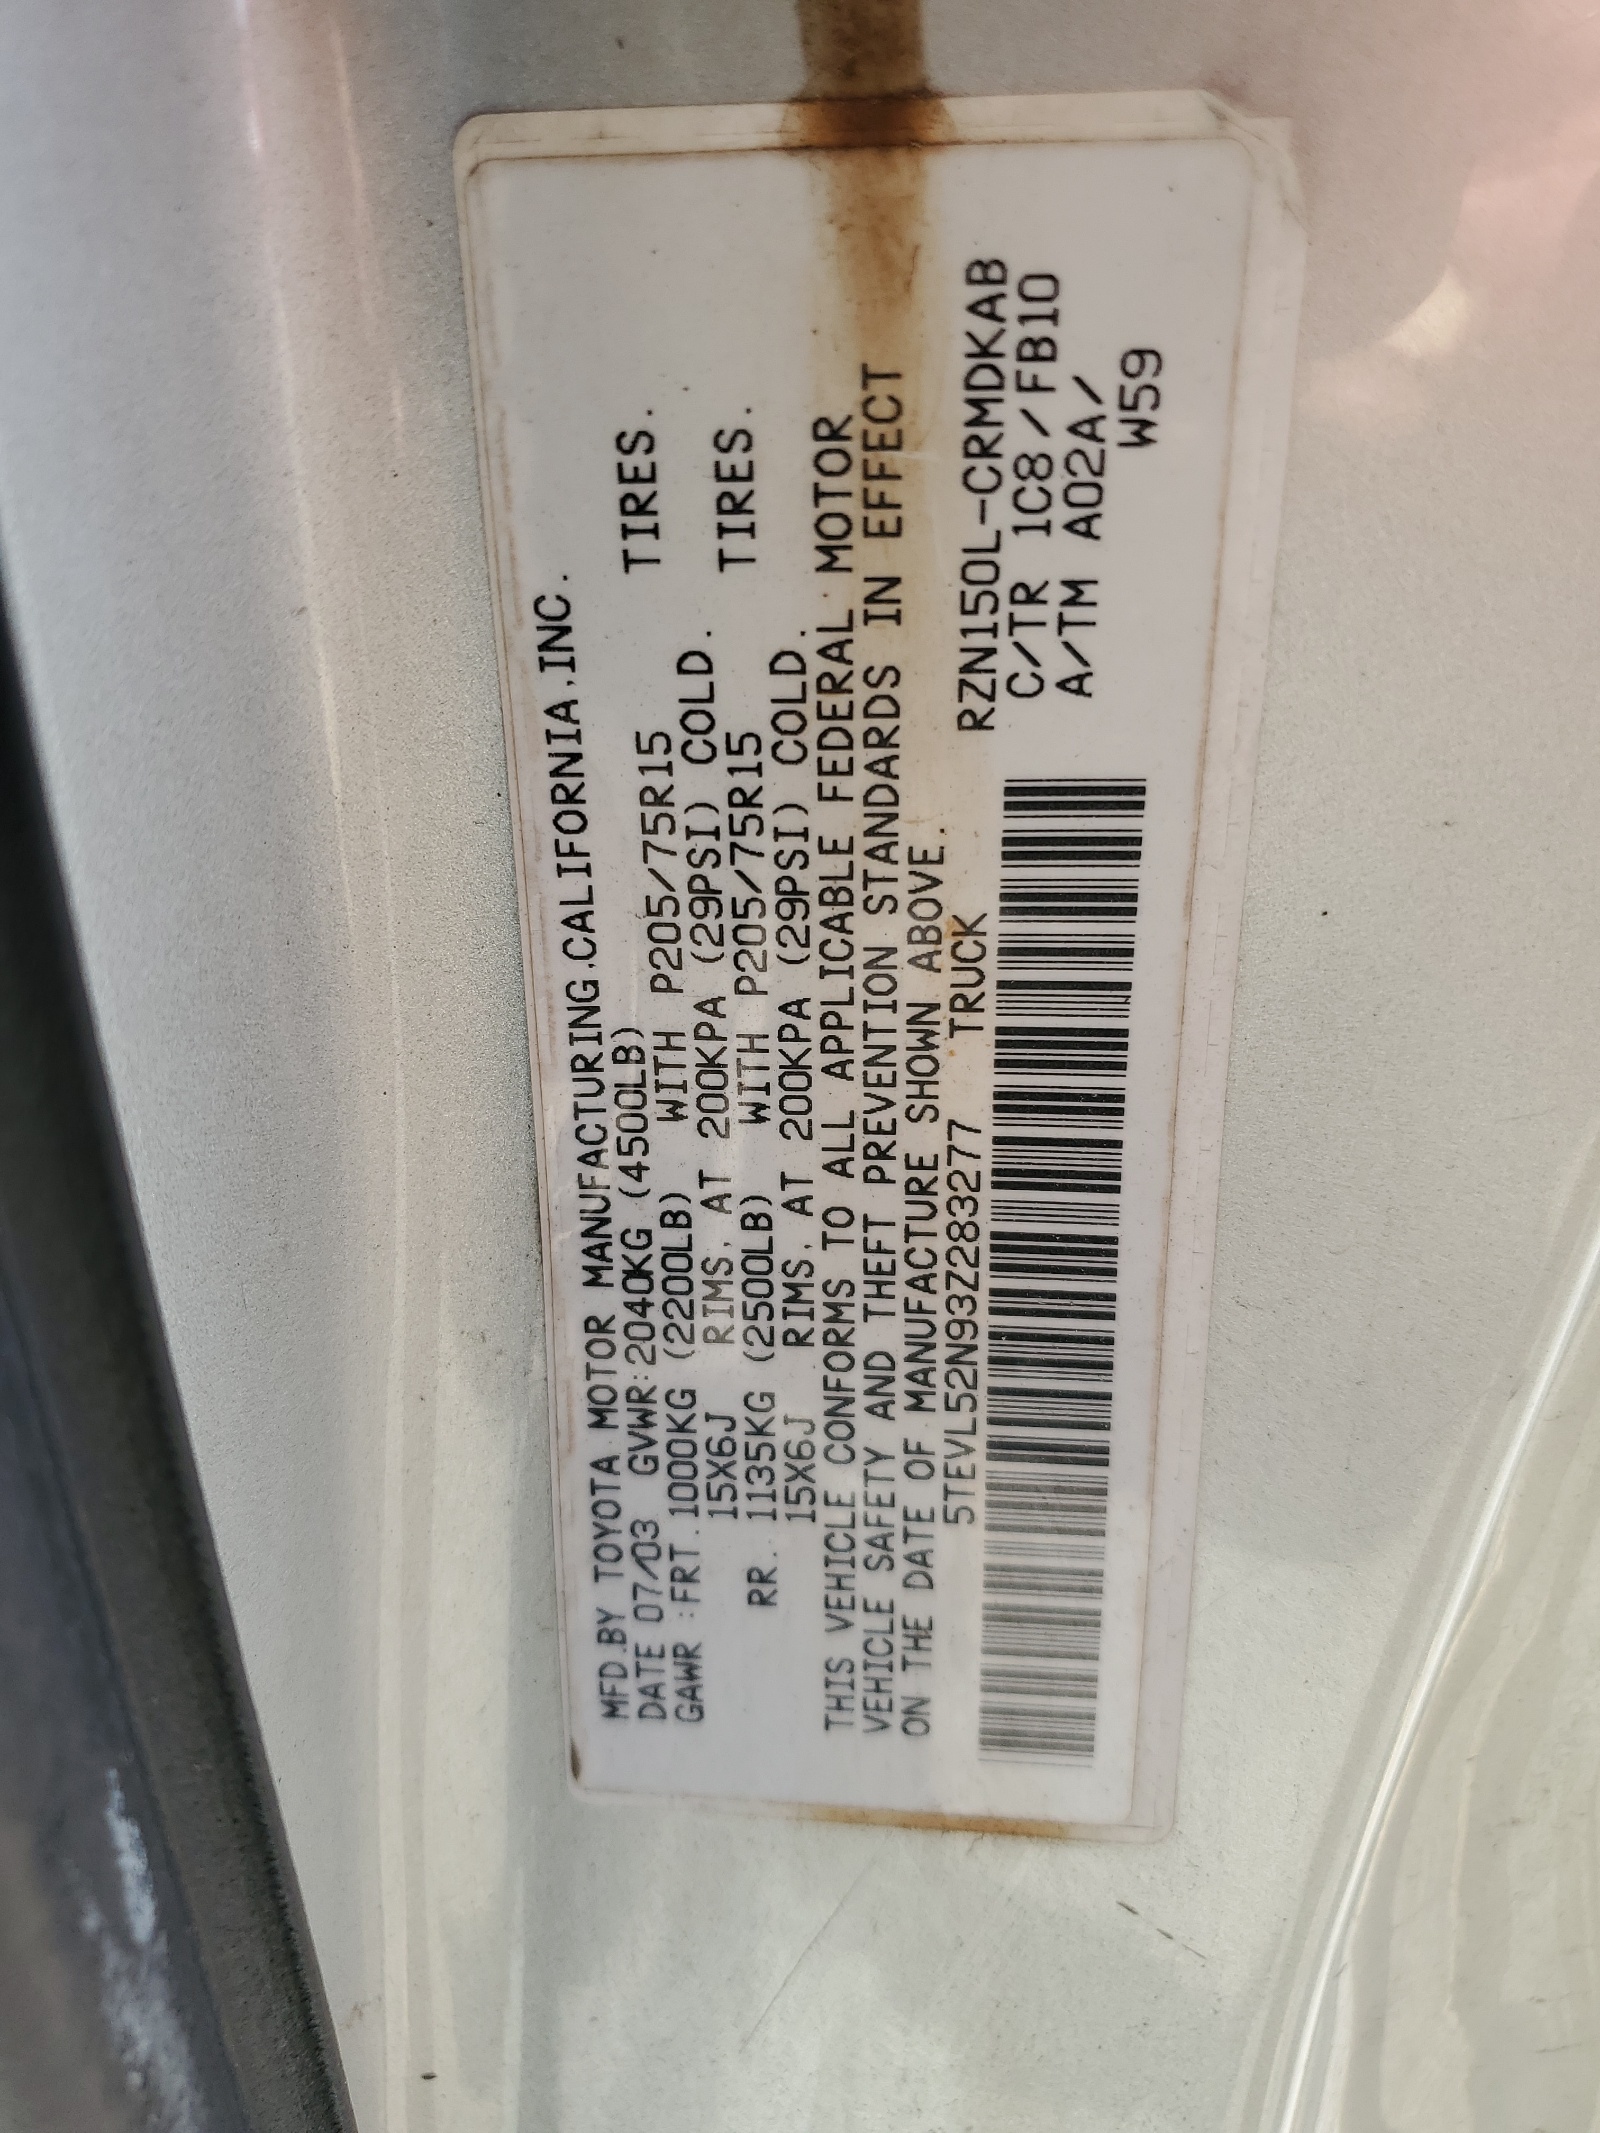 MFD.BY TOYOTA MOTOR MANUFACTURING.CALIFORNIA,INC.
DATE 07/03 GVWR:2040KG (4500LB)
GAWR :FRT.1000KG (2200LB) WITH P205/75R15 TIRES.
15X6J RIMS, AT 200KPA (29PSI) COLD.
RR. 1135KG (2500LB) WITH P205/75R15 TIRES.
15X6J RIMS, AT 200KPA (29PSI) COLD.
THIS VEHICLE CONFORMS TO ALL APPLICABLE FEDERAL MOTOR
VEHICLE SAFETY AND THEFT PREVENTION STANDARDS IN EFFECT
ON THE DATE OF MANUFACTURE SHOWN ABOVE.
5TEVL52N93Z283277 TRUCK
RZN150L-CRMDKAB
C/TR 1C8/FB10
A/TM A02A/
W59